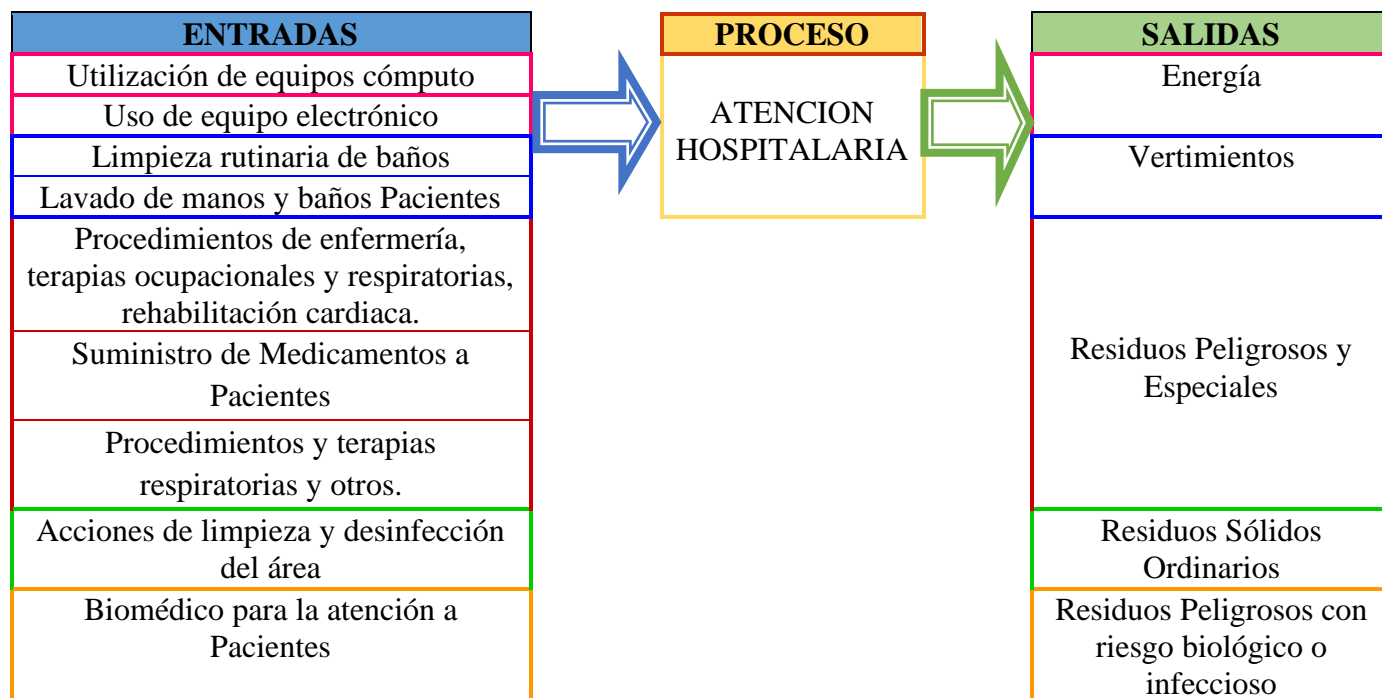 ENTRADAS
Utilización de equipos cómputo
Uso de equipo electrónico
Limpieza rutinaria de baños
Lavado de manos y baños Pacientes
Procedimientos de enfermería,
terapias ocupacionales y respiratorias,
rehabilitación cardiaca.
Suministro de Medicamentos a
Pacientes
Procedimientos y terapias
respiratorias y otros.
Acciones de limpieza y desinfección
del área
Biomédico para la atención a
Pacientes
PROCESO
ATENCION
HOSPITALARIA
SALIDAS
Energía
Vertimientos
Residuos Peligrosos y
Especiales
Residuos Sólidos
Ordinarios
Residuos Peligrosos con
riesgo biológico o
infeccioso